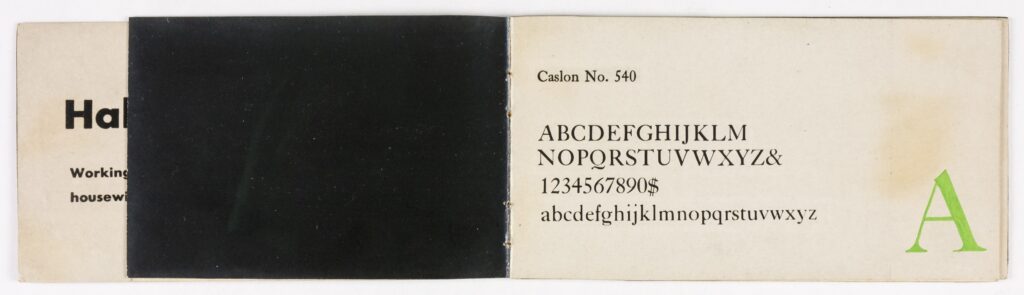 Hal
Working
housewi
Caslon No. 540
ABCDEFGHIJKLM
NOPQRSTUVWXYZ&
1234567890$
abcdefghijklmnopqrstuvwxyz
A